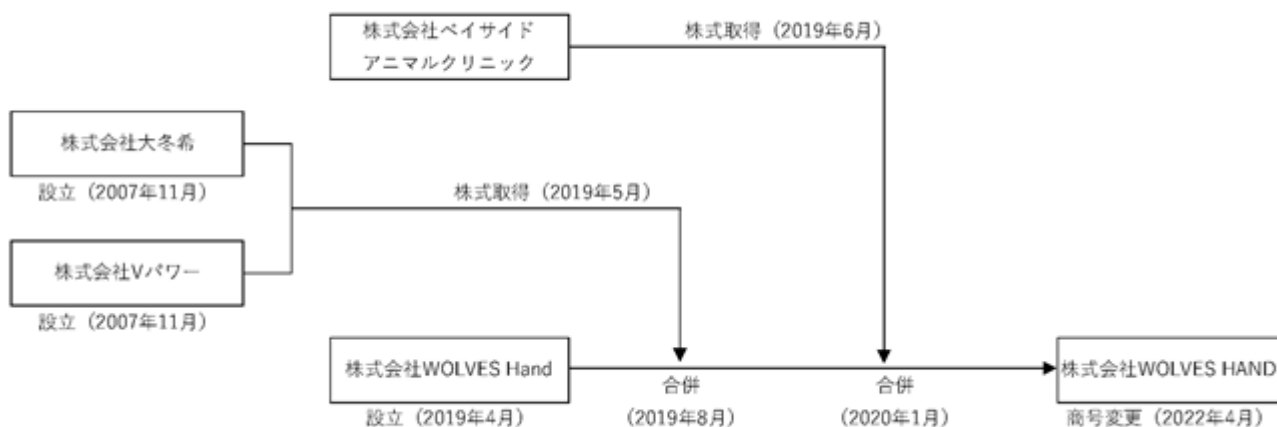 株式会社ベイサイド
アニマルクリニック
株式取得（2019年6月）
株式会社大冬希
設立（2007年11月）
株式取得（2019年5月）
株式会社Vパワー
設立（2007年11月）
株式会社WOLVES Hand
設立（2019年4月）
合併
（2019年8月）
合併
（2020年1月）
株式会社WOLVES HAND
商号変更（2022年4月）